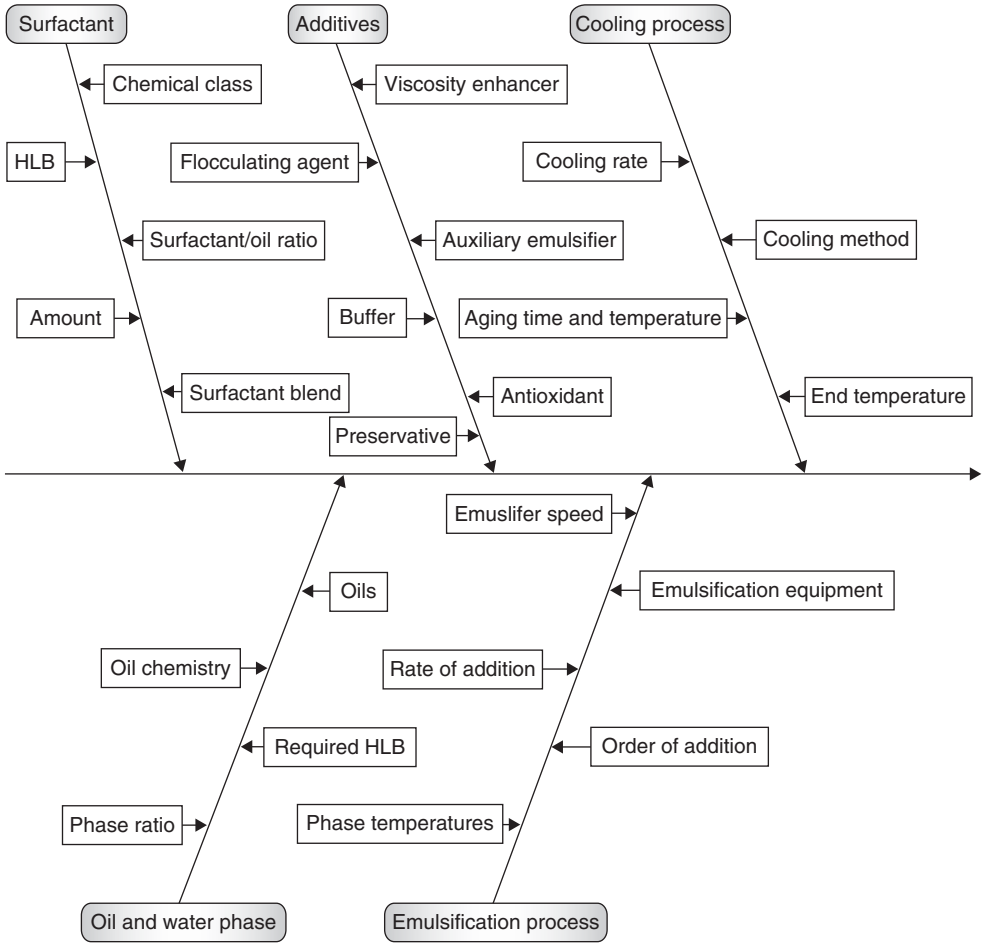 Surfactant
Additives
Cooling process
Chemical class
Viscosity enhancer
HLB
Flocculating agent
Cooling rate
Surfactant/oil ratio
Auxiliary emulsifier
Cooling method
Amount
Buffer
Aging time and temperature
Surfactant blend
Antioxidant
End temperature
Preservative
Emuslifer speed
Oils
Emulsification equipment
Oil chemistry
Rate of addition
Required HLB
Order of addition
Phase ratio
Phase temperatures
Oil and water phase
Emulsification process